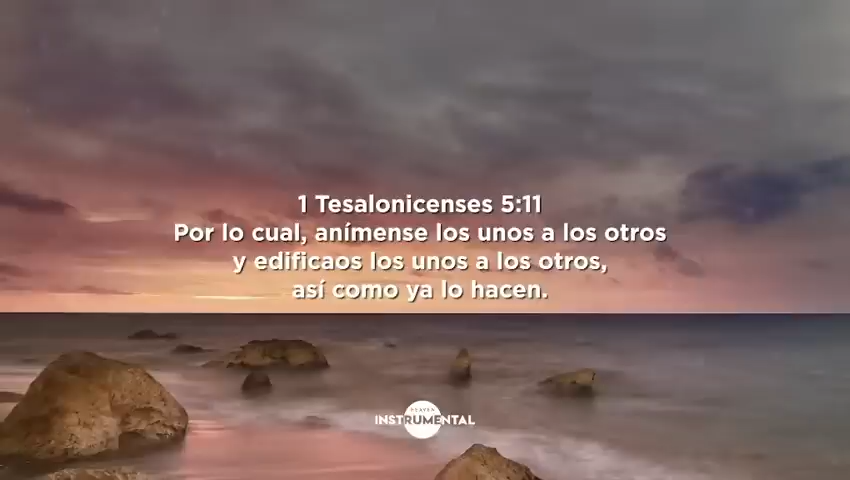 1 Tesalonicenses 5:11
Por lo cual, anímense los unos a los otros
y edificaos los unos a los otros,
así como ya lo hacen.
PRAYER
INSTRUMENTAL